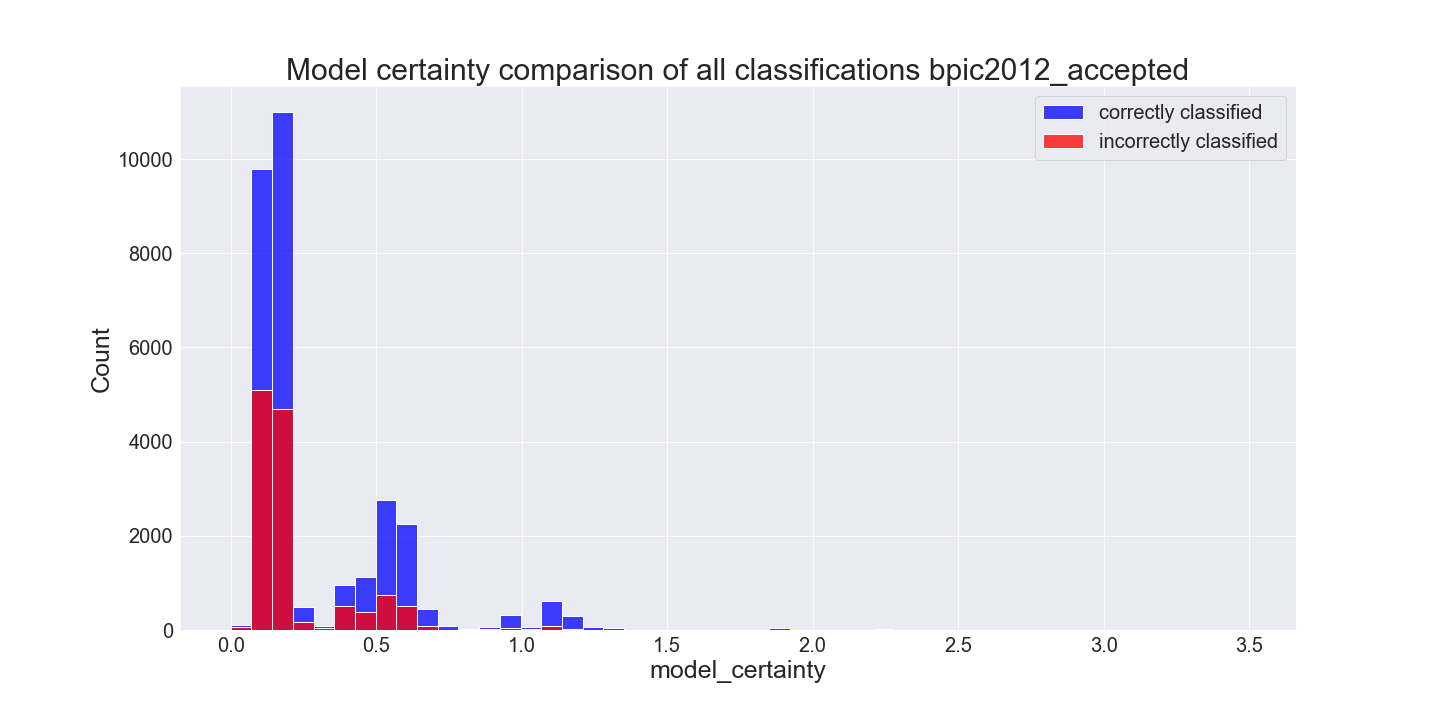 Model certainty comparison of all classifications bpic2012_accepted
correctly classified
incorrectly classified
10000
8000
6000
4000
2000
0
Count
0.0 0.5 1.0 1.5 2.0 2.5 3.0 3.5
model_certainty